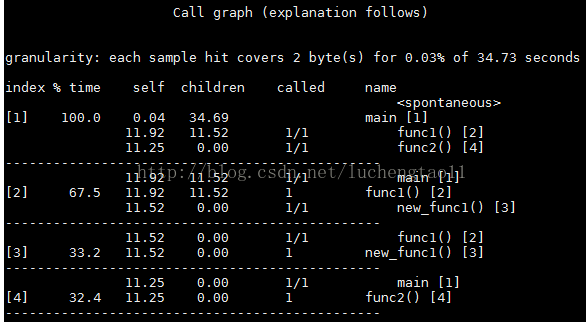 Call graph (explanation follows)
granularity: each sample hit covers 2 byte(s) for 0.03% of 34.73 seconds
index % time    self  children    called     name
                                                 <spontaneous>
[1]    100.0    0.04   34.69                 main [1]
               11.92   11.52       1/1           func1() [2]
               11.25    0.00       1/1           func2() [4]
-----------------------------------------------
               11.92   11.52       1/1           main [1]
http://blog.csdn.net/luchengtao11
[2]     67.5   11.92   11.52       1         func1() [2]
               11.52    0.00       1/1           new_func1() [3]
-----------------------------------------------
               11.52    0.00       1/1           func1() [2]
[3]     33.2   11.52    0.00       1         new_func1() [3]
-----------------------------------------------
               11.25    0.00       1/1           main [1]
[4]     32.4   11.25    0.00       1         func2() [4]
-----------------------------------------------